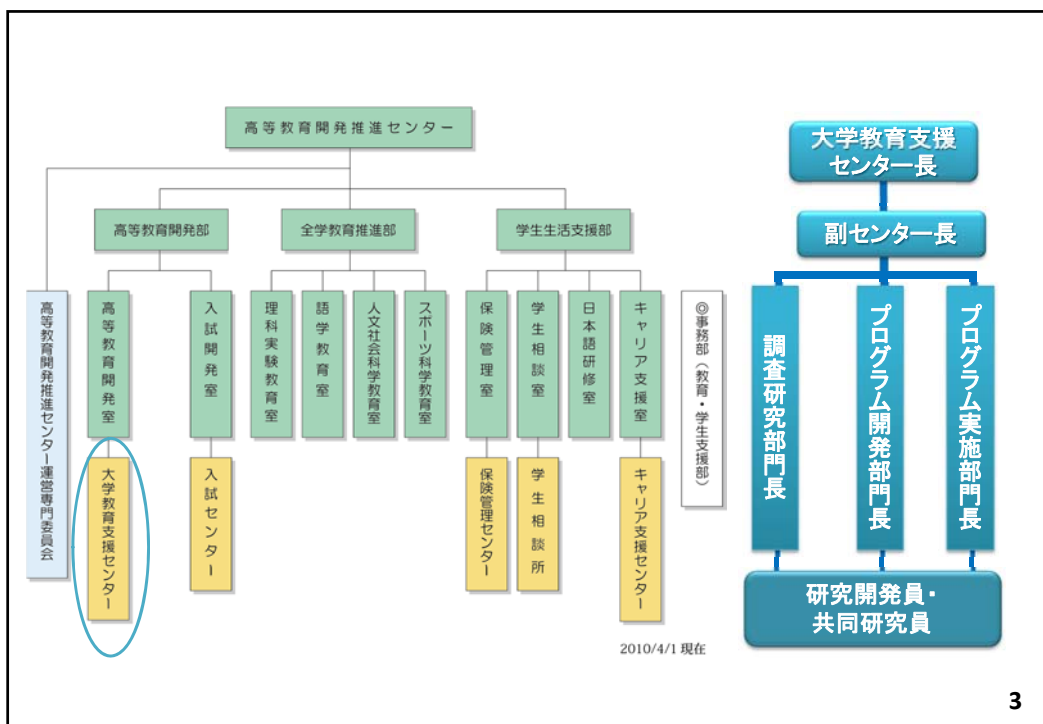 高等教育開発推進センター
高等教育開発部
全学教育推進部
学生生活支援部
高等教育開発推進センター運営専門委員会
高等教育開発室
入試開発室
理科実験教育室
語学教育室
人文社会科学教育室
スポーツ科学教育室
保険管理室
学生相談室
日本語研修室
キャリア支援室
◎事務部（教育・学生支援部）
大学教育支援センター
入試センター
保険管理センター
学生相談所
キャリア支援センター
2010/4/1 現在
大学教育支援
センター長
副センター長
調査研究部門長
プログラム開発部門長
プログラム実施部門長
研究開発員・
共同研究員
3